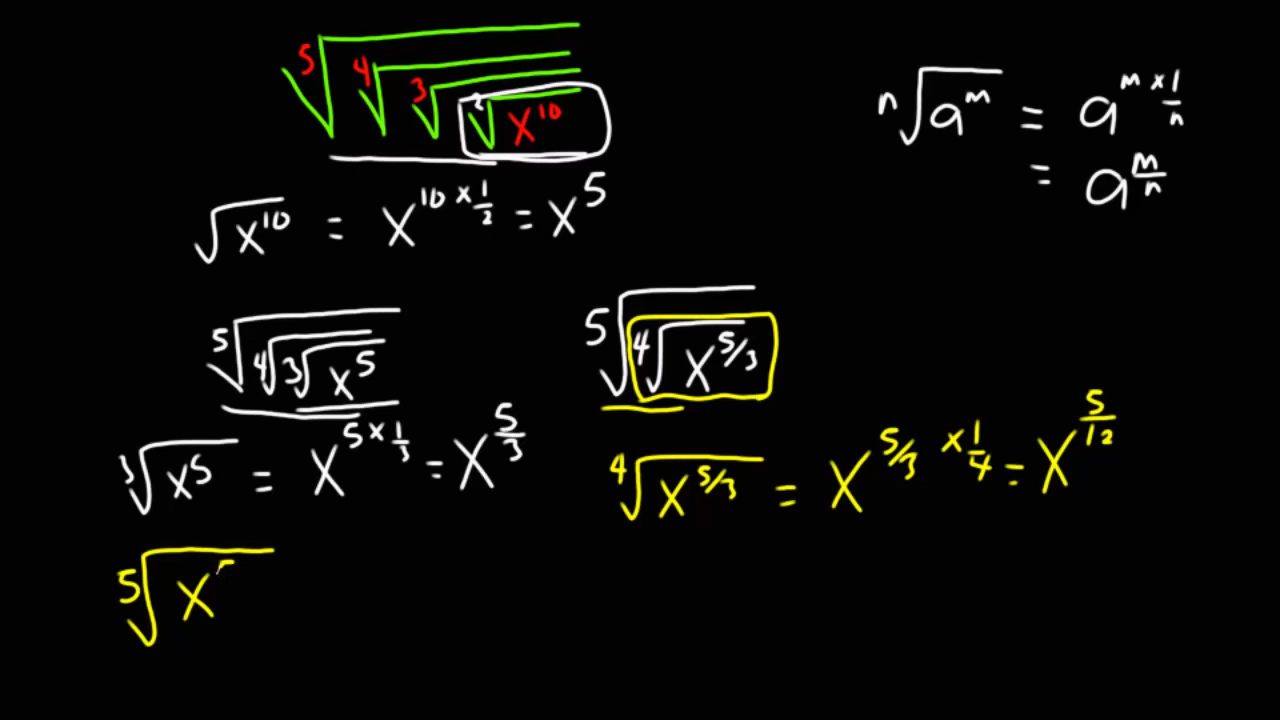 ⁵√ ⁴√ ³√ ²√ x¹⁰
ⁿ√aᵐ = a^(m × 1/n)
= a^(m/n)
√x¹⁰ = x^(10 × 1/2) = x⁵
⁵√ ⁴√ ³√ x⁵
³√x⁵ = x^(5 × 1/3) = x^(5/3)
⁵√ ⁴√ x^(5/3)
⁴√x^(5/3) = x^(5/3 × 1/4) = x^(5/12)
⁵√x